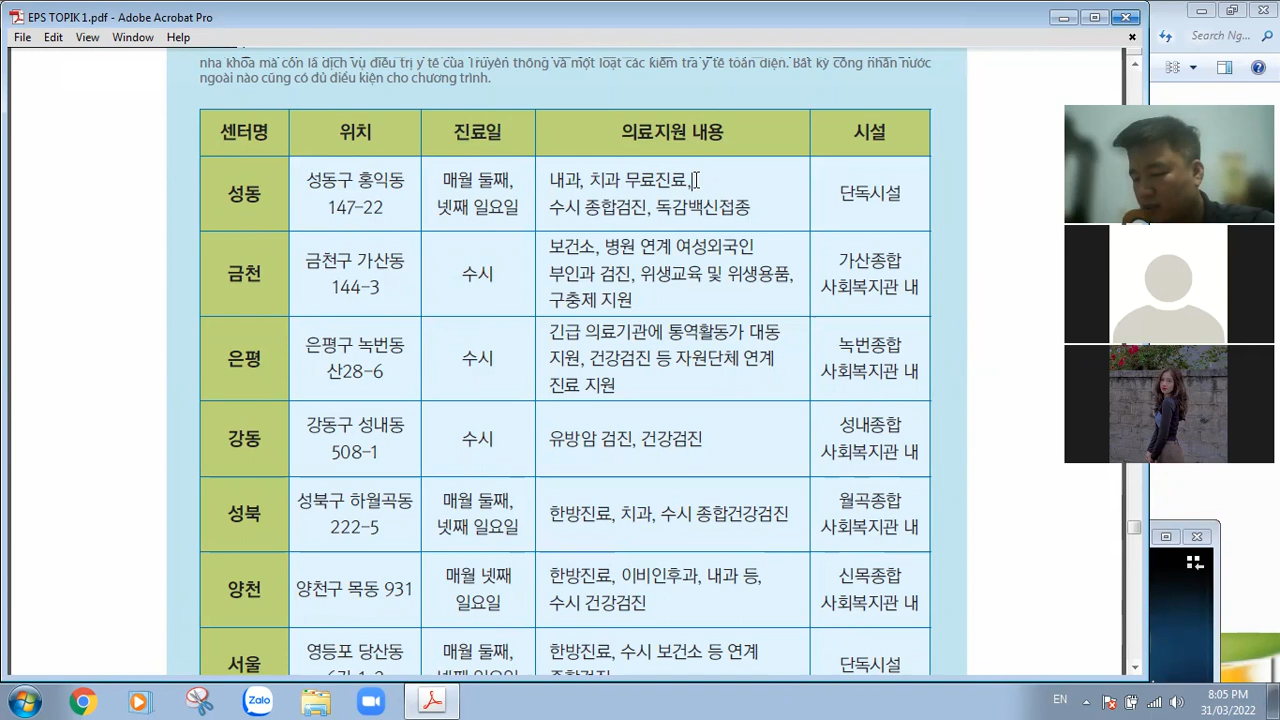 EPS TOPIK 1.pdf - Adobe Acrobat Pro
File Edit View Window Help
Search Ng...
nha khoa mà còn là dịch vụ điều trị y tế của Truyền thông và một loạt các kiểm tra y tế toàn diện. Bất kỳ công nhân nước
ngoài nào cũng có đủ điều kiện cho chương trình.
센터명 위치 진료일 의료지원 내용 시설
성동
성동구 홍익동
147-22
매월 둘째,
넷째 일요일
내과, 치과 무료진료,
수시 종합검진, 독감백신접종
단독시설
금천
금천구 가산동
144-3
수시
보건소, 병원 연계 여성외국인
부인과 검진, 위생교육 및 위생용품,
구충제 지원
가산종합
사회복지관 내
은평
은평구 녹번동
산28-6
수시
긴급 의료기관에 통역활동가 대동
지원, 건강검진 등 자원단체 연계
진료 지원
녹번종합
사회복지관 내
강동
강동구 성내동
508-1
수시
유방암 검진, 건강검진
성내종합
사회복지관 내
성북
성북구 하월곡동
222-5
매월 둘째,
넷째 일요일
한방진료, 치과, 수시 종합건강검진
월곡종합
사회복지관 내
양천
양천구 목동 931
매월 넷째
일요일
한방진료, 이비인후과, 내과 등,
수시 건강검진
신목종합
사회복지관 내
서울
영등포 당산동
매월 둘째,
넷째 일요일
한방진료, 수시 보건소 등 연계
종합검진
단독시설
Zalo
EN
8:05 PM
31/03/2022